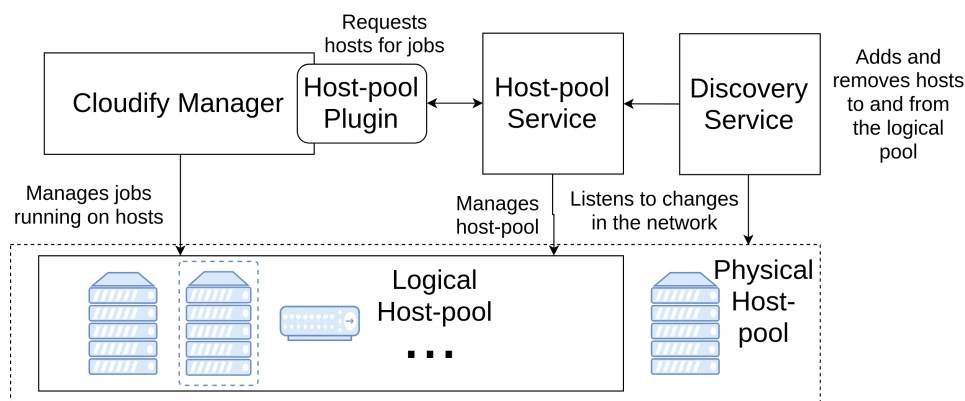 Requests
hosts for jobs
Cloudify Manager
Host-pool
Plugin
Host-pool
Service
Discovery
Service
Adds and
removes hosts
to and from
the logical
pool
Manages jobs
running on hosts
Manages
host-pool
Listens to changes
in the network
Logical
Host-pool
...
Physical
Host-
pool